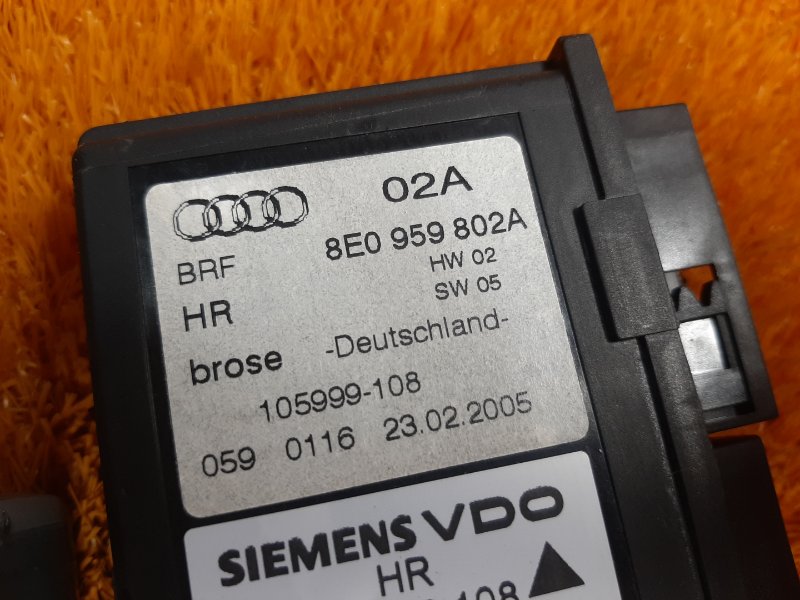 02A
8E0 959 802A
BRF
HW 02
HR
SW 05
brose -Deutschland-
105999-108
059 0116 23.02.2005
SIEMENS VDO
HR
108